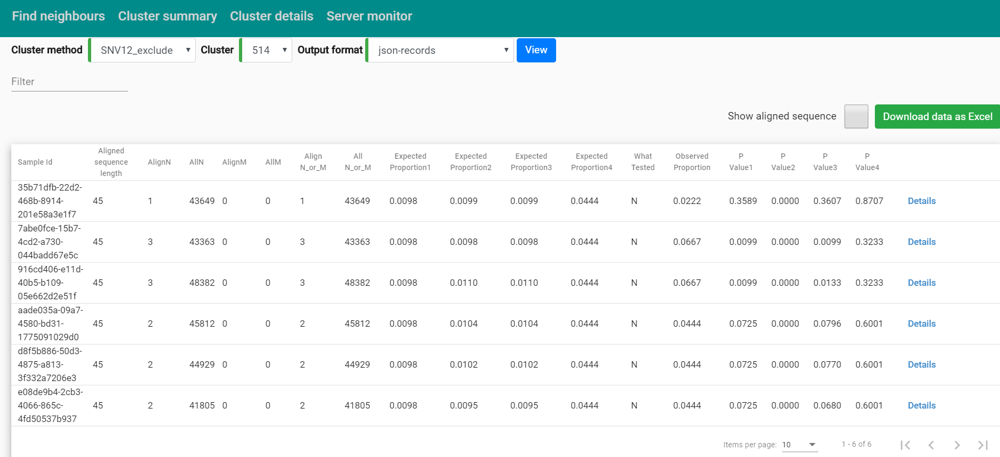 Find neighbours Cluster summary Cluster details Server monitor
Cluster method SNV12_exclude Cluster 514 Output format json-records View
Filter
Show aligned sequence Download data as Excel
Sample Id Aligned sequence length AlignN AllN AlignM AllM Align N_or_M All N_or_M Expected Proportion1 Expected Proportion2 Expected Proportion3 Expected Proportion4 What Tested Observed Proportion P Value1 P Value2 P Value3 P Value4
35b71dfb-22d2-
468b-8914- 45 1 43649 0 0 1 43649 0.0098 0.0099 0.0099 0.0444 N 0.0222 0.3589 0.0000 0.3607 0.8707 Details
201e58a3e1f7
7abe0fce-15b7-
4cd2-a730- 45 3 43363 0 0 3 43363 0.0098 0.0098 0.0098 0.0444 N 0.0667 0.0099 0.0000 0.0099 0.3233 Details
044badd67e5c
916cd406-e11d-
40b5-b109- 45 3 48382 0 0 3 48382 0.0098 0.0110 0.0110 0.0444 N 0.0667 0.0099 0.0000 0.0133 0.3233 Details
05e662d2e51f
aade035a-09a7-
4580-bd31- 45 2 45812 0 0 2 45812 0.0098 0.0104 0.0104 0.0444 N 0.0444 0.0725 0.0000 0.0796 0.6001 Details
1775091029d0
d8f5b886-50d3-
4875-a813- 45 2 44929 0 0 2 44929 0.0098 0.0102 0.0102 0.0444 N 0.0444 0.0725 0.0000 0.0770 0.6001 Details
3f332a7206e3
e08de9b4-2cb3-
4066-865c- 45 2 41805 0 0 2 41805 0.0098 0.0095 0.0095 0.0444 N 0.0444 0.0725 0.0000 0.0680 0.6001 Details
4fd50537b937
Items per page: 10 1 - 6 of 6